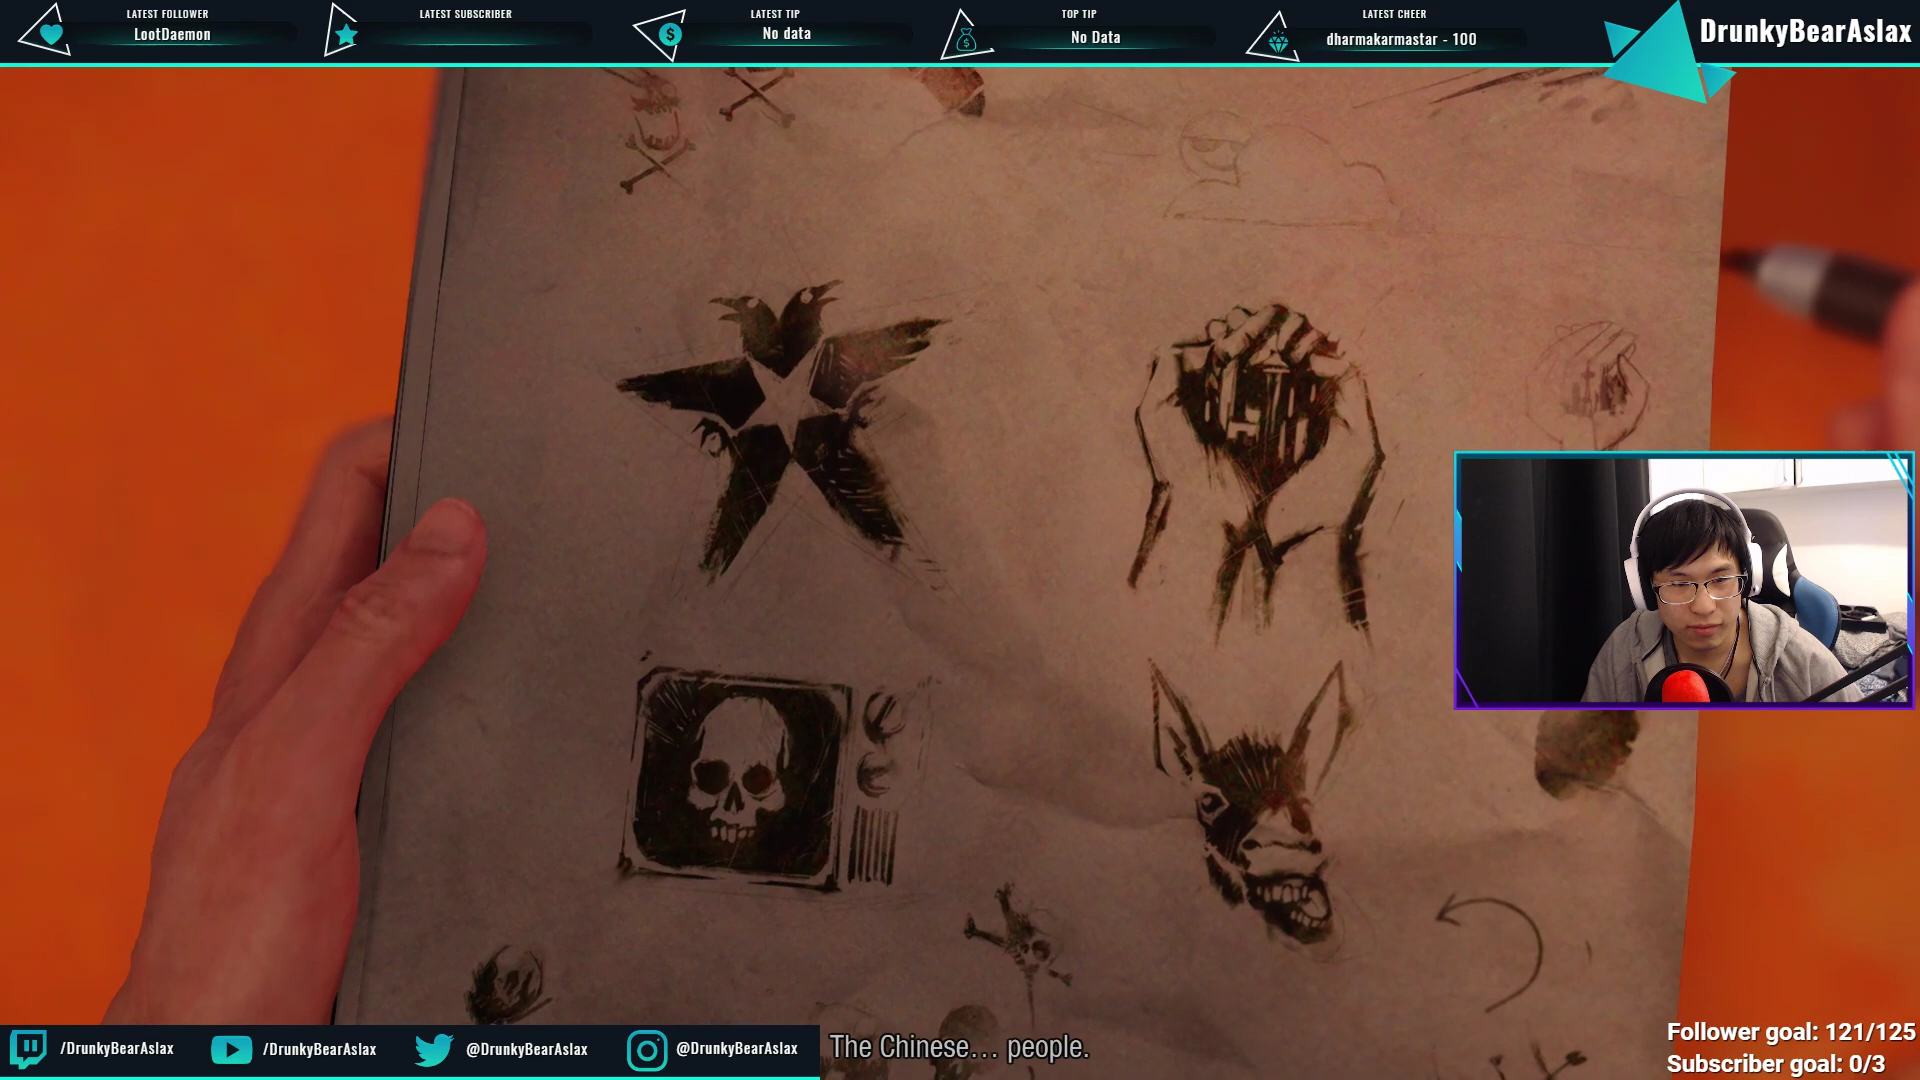 LATEST FOLLOWER
LootDaemon
LATEST SUBSCRIBER
LATEST TIP
No data
TOP TIP
No Data
LATEST CHEER
dharmakarmastar - 100
DrunkyBearAslax
/DrunkyBearAslax
/DrunkyBearAslax
@DrunkyBearAslax
@DrunkyBearAslax
The Chinese... people.
Follower goal: 121/125
Subscriber goal: 0/3